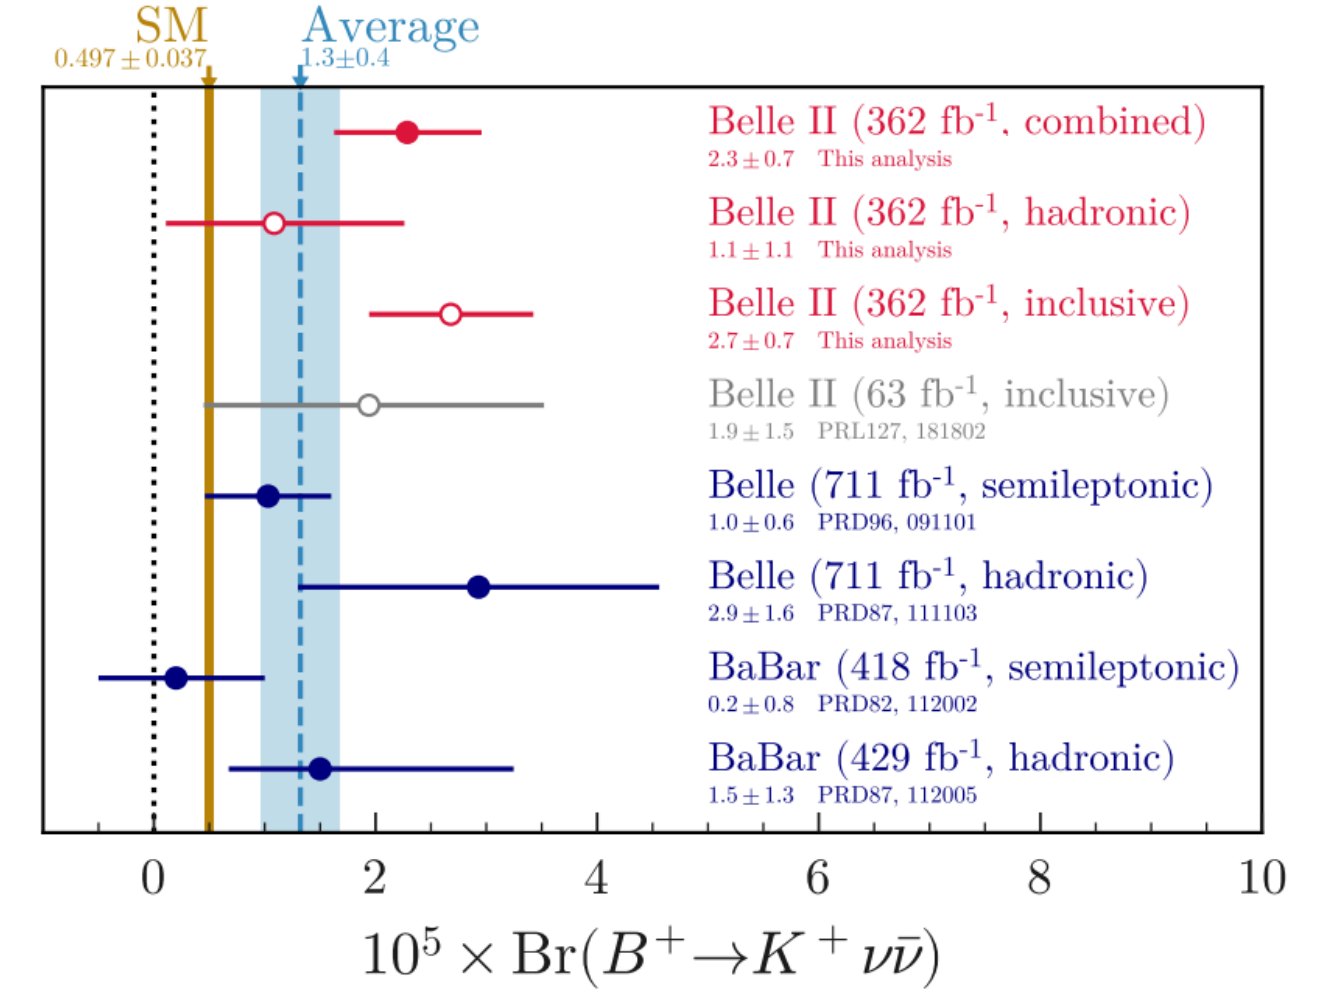 SM
0.497 ± 0.037
Average
1.3±0.4
Belle II (362 fb⁻¹, combined)
2.3 ± 0.7 This analysis
Belle II (362 fb⁻¹, hadronic)
1.1 ± 1.1 This analysis
Belle II (362 fb⁻¹, inclusive)
2.7 ± 0.7 This analysis
Belle II (63 fb⁻¹, inclusive)
1.9 ± 1.5 PRL127, 181802
Belle (711 fb⁻¹, semileptonic)
1.0 ± 0.6 PRD96, 091101
Belle (711 fb⁻¹, hadronic)
2.9 ± 1.6 PRD87, 111103
BaBar (418 fb⁻¹, semileptonic)
0.2 ± 0.8 PRD82, 112002
BaBar (429 fb⁻¹, hadronic)
1.5 ± 1.3 PRD87, 112005
0 2 4 6 8 10
10⁵ × Br(B⁺→K⁺νν̄)